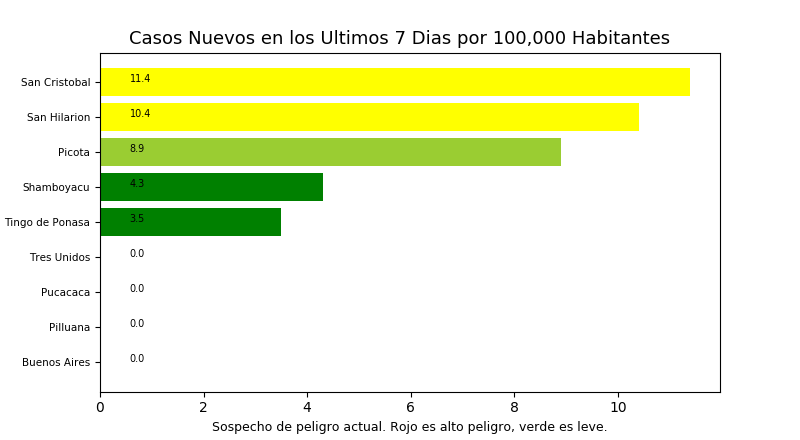 Casos Nuevos en los Ultimos 7 Dias por 100,000 Habitantes
San Cristobal 11.4
San Hilarion 10.4
Picota 8.9
Shamboyacu 4.3
Tingo de Ponasa 3.5
Tres Unidos 0.0
Pucacaca 0.0
Pilluana 0.0
Buenos Aires 0.0
0 2 4 6 8 10
Sospecho de peligro actual. Rojo es alto peligro, verde es leve.